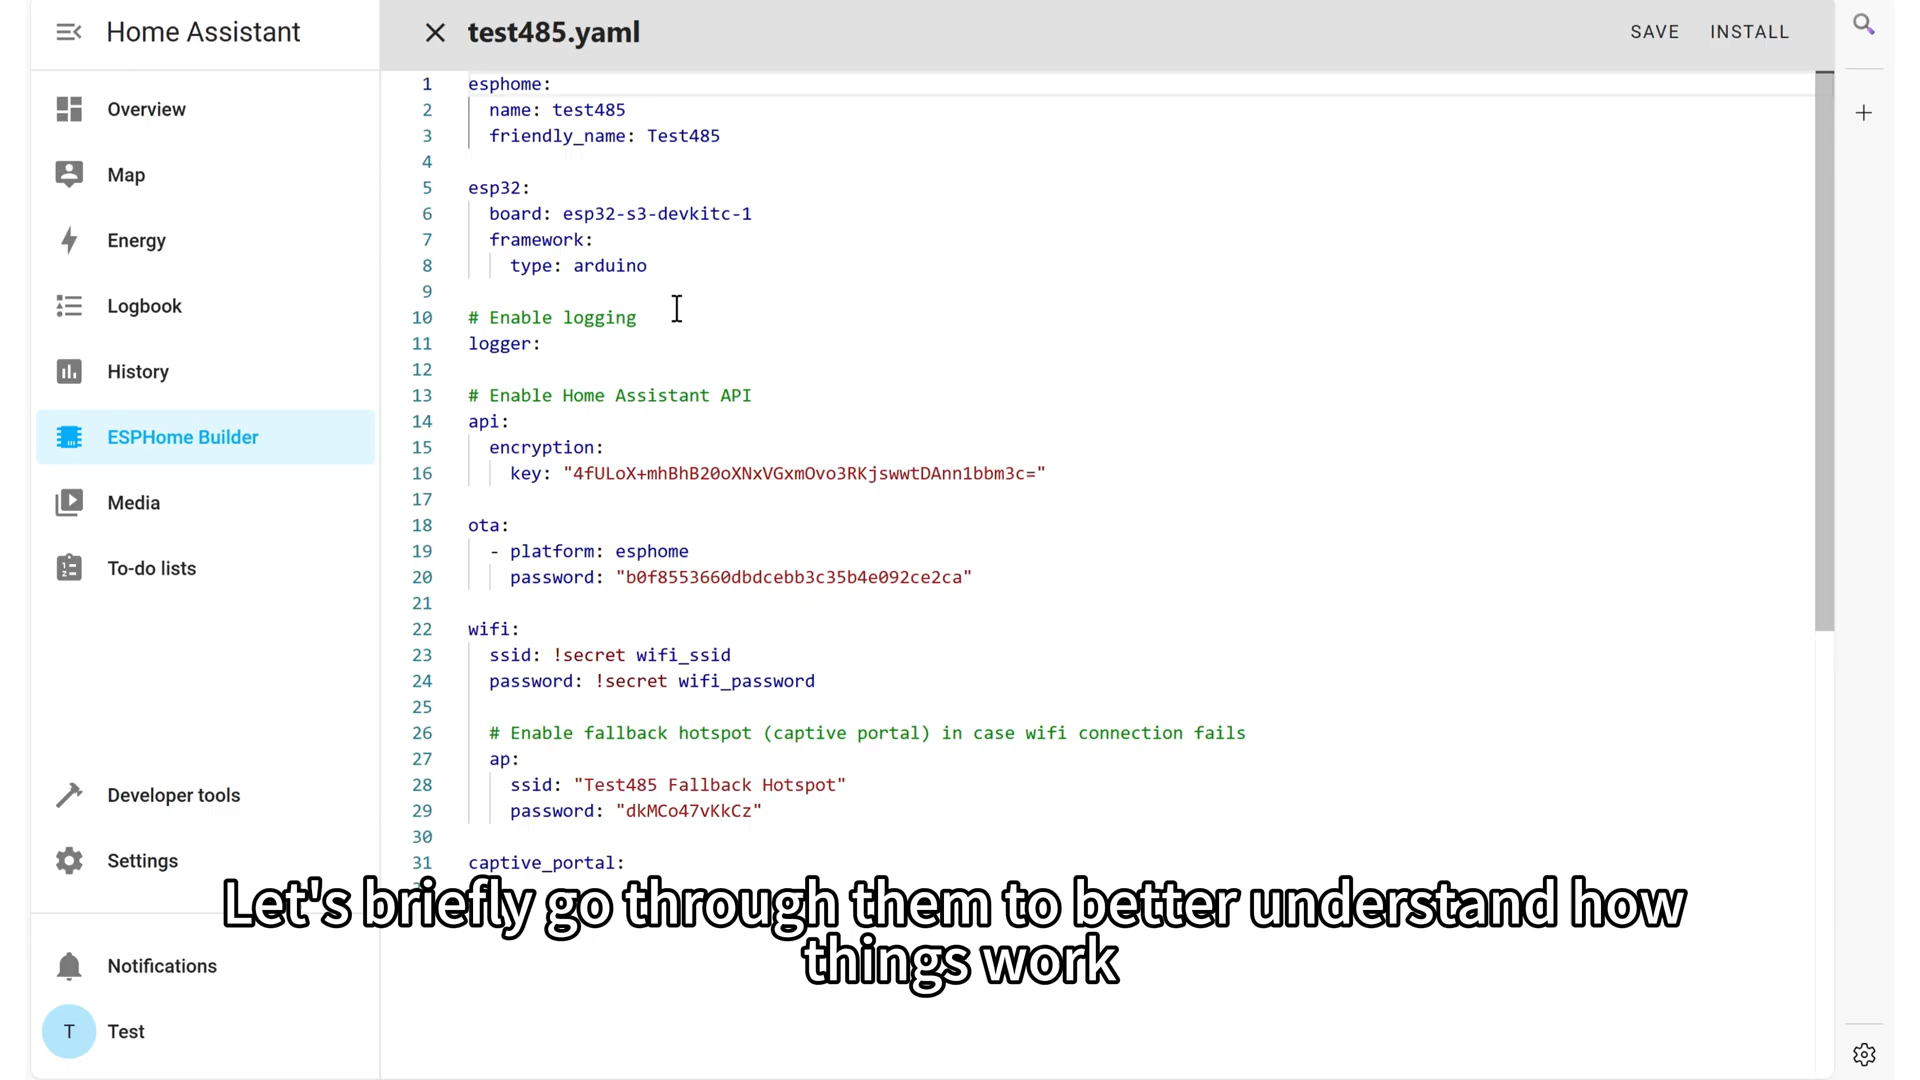 Home Assistant
Overview
Map
Energy
Logbook
History
ESPHome Builder
Media
To-do lists
Developer tools
Settings
Notifications
T Test
test485.yaml
SAVE INSTALL
1 esphome:
2 name: test485
3 friendly_name: Test485
4
5 esp32:
6 board: esp32-s3-devkitc-1
7 framework:
8 type: arduino
9
10 # Enable logging
11 logger:
12
13 # Enable Home Assistant API
14 api:
15 encryption:
16 key: "4fULoX+mhBhB20oXNxVGxmOvo3RKjswwtDAnn1bbm3c="
17
18 ota:
19 - platform: esphome
20 password: "b0f8553660dbdcebb3c35b4e092ce2ca"
21
22 wifi:
23 ssid: !secret wifi_ssid
24 password: !secret wifi_password
25
26 # Enable fallback hotspot (captive portal) in case wifi connection fails
27 ap:
28 ssid: "Test485 Fallback Hotspot"
29 password: "dkMCo47vKkCz"
30
31 captive_portal:
Let's briefly go through them to better understand how
things work